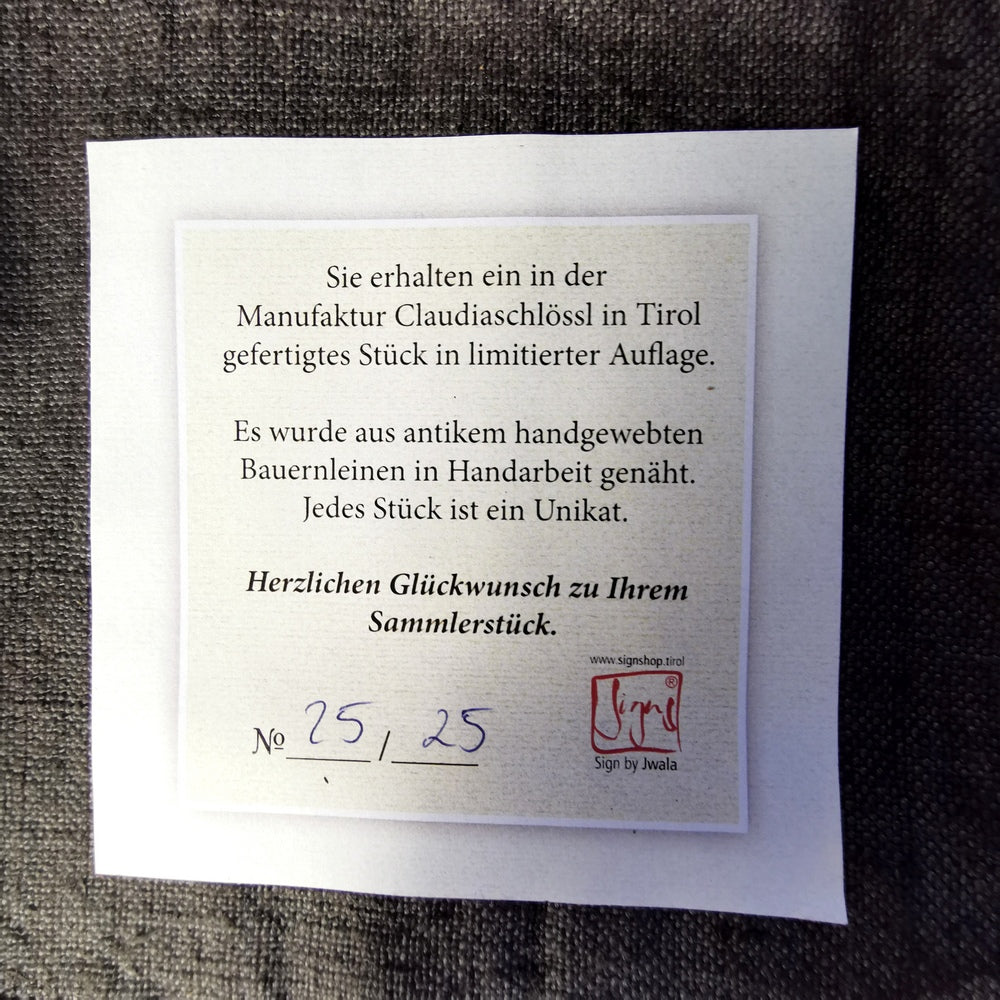 Sie erhalten ein in der
Manufaktur Claudiaschlössl in Tirol
gefertigtes Stück in limitierter Auflage.
Es wurde aus antikem handgewebten
Bauernleinen in Handarbeit genäht.
Jedes Stück ist ein Unikat.
Herzlichen Glückwunsch zu Ihrem
Sammlerstück.
www.signshop.tirol
Signs ®
№ 25 / 25
Sign by Jwala